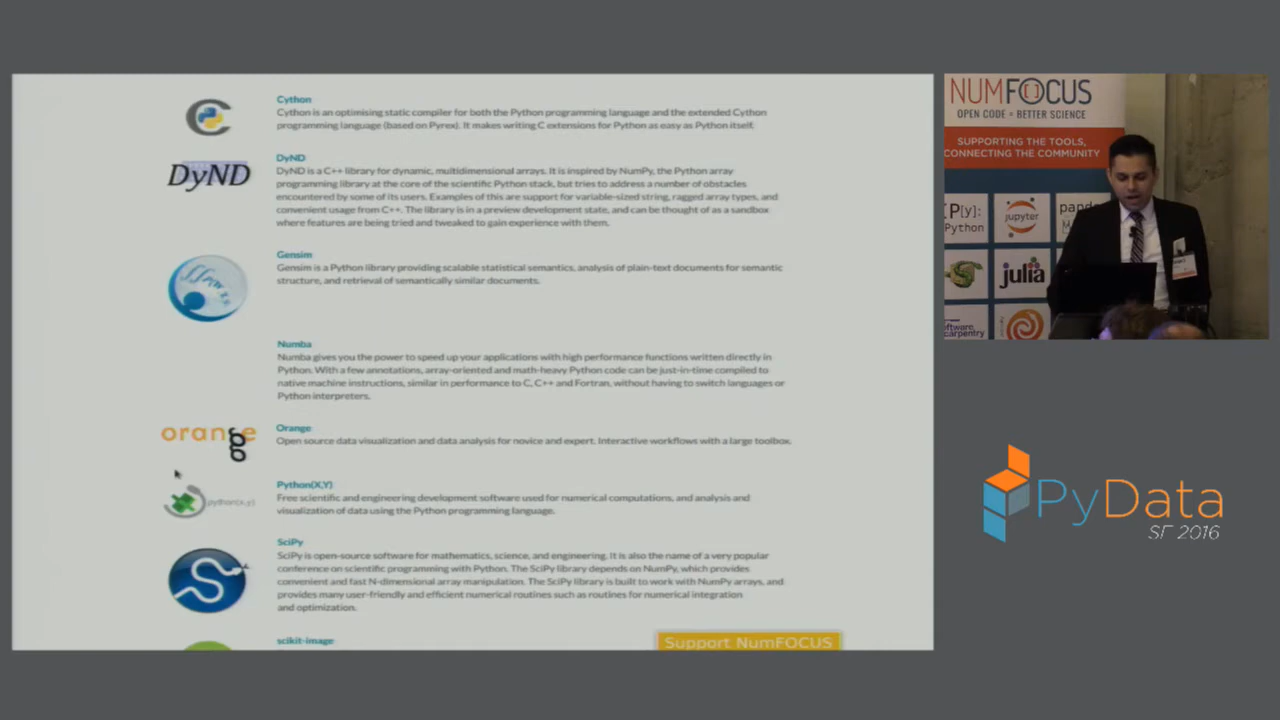 Cython
Cython is an optimising static compiler for both the Python programming language and the extended Cython
programming language (based on Pyrex). It makes writing C extensions for Python as easy as Python itself.
DyND
DyND
DyND is a C++ library for dynamic, multidimensional arrays. It is inspired by NumPy, the Python array
programming library at the core of the scientific Python stack, but tries to address a number of obstacles
encountered by some of its users. Examples of this are support for variable-sized string, ragged array types, and
convenient usage from C++. The library is in a preview development state, and can be thought of as a sandbox
where features are being tried and tweaked to gain experience with them.
Gensim
Gensim is a Python library providing scalable statistical semantics, analysis of plain-text documents for semantic
structure, and retrieval of semantically similar documents.
Numba
Numba gives you the power to speed up your applications with high performance functions written directly in
Python. With a few annotations, array-oriented and math-heavy Python code can be just-in-time compiled to
native machine instructions, similar in performance to C, C++ and Fortran, without having to switch languages or
Python interpreters.
orange
Orange
Open source data visualization and data analysis for novice and expert. Interactive workflows with a large toolbox.
python(x,y)
Python(X,Y)
Free scientific and engineering development software used for numerical computations, and analysis and
visualization of data using the Python programming language.
SciPy
SciPy is open-source software for mathematics, science, and engineering. It is also the name of a very popular
conference on scientific programming with Python. The SciPy library depends on NumPy, which provides
convenient and fast N-dimensional array manipulation. The SciPy library is built to work with NumPy arrays, and
provides many user-friendly and efficient numerical routines such as routines for numerical integration
and optimization.
scikit-image
Support NumFOCUS
NUMFOCUS
OPEN CODE = BETTER SCIENCE
SUPPORTING THE TOOLS,
CONNECTING THE COMMUNITY
IP[y]:
Python
jupyter
pand
julia
software
carpentry
PyData
SF 2016